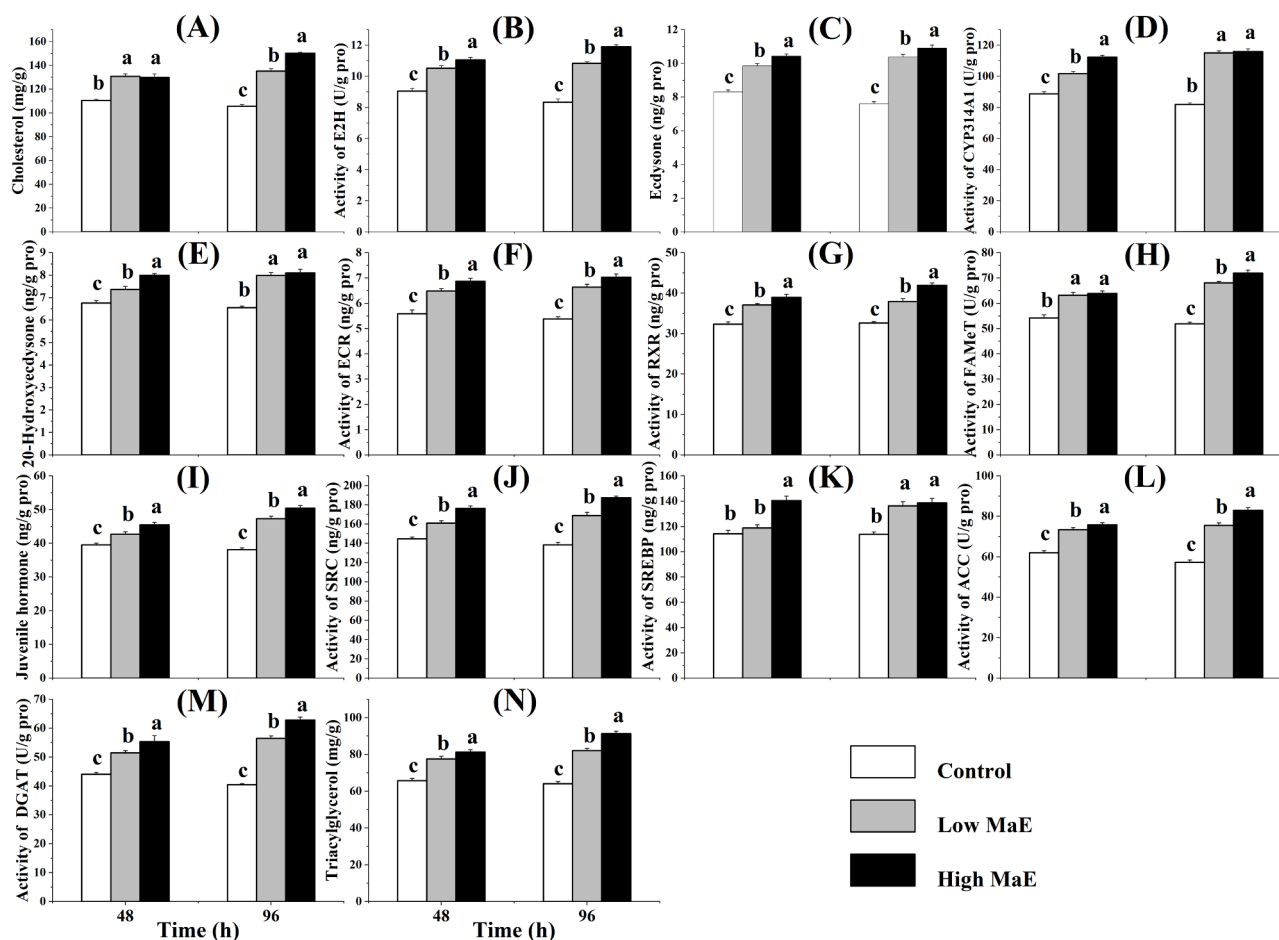 (A)
Cholesterol (mg/g)
160
140
120
100
80
60
40
20
0
b a a c b a
(B)
Activity of E2H (U/g pro)
12
10
8
6
4
2
0
c b a c b a
(C)
Ecdysone (ng/g pro)
12
10
8
6
4
2
0
c b a c b a
(D)
Activity of CYP314A1 (U/g pro)
120
100
80
60
40
20
0
c b a b a a
(E)
20-Hydroxyecdysone (ng/g pro)
9
8
7
6
5
4
3
2
1
0
c b a b a a
(F)
Activity of ECR (ng/g pro)
8
7
6
5
4
3
2
1
0
c b a c b a
(G)
Activity of RXR (ng/g pro)
50
40
30
20
10
0
c b a c b a
(H)
Activity of FAMeT (U/g pro)
80
70
60
50
40
30
20
10
0
b a a c b a
(I)
Juvenile hormone (ng/g pro)
60
50
40
30
20
10
0
c b a c b a
(J)
Activity of SRC (ng/g pro)
200
180
160
140
120
100
80
60
40
20
0
c b a c b a
(K)
Activity of SREBP (ng/g pro)
160
140
120
100
80
60
40
20
0
b b a b a a
(L)
Activity of ACC (U/g pro)
100
80
60
40
20
0
c b a c b a
(M)
Activity of DGAT (U/g pro)
70
60
50
40
30
20
10
0
c b a c b a
48 96
Time (h)
(N)
Triacylglycerol (mg/g)
100
80
60
40
20
0
c b a c b a
48 96
Time (h)
Control
Low MaE
High MaE